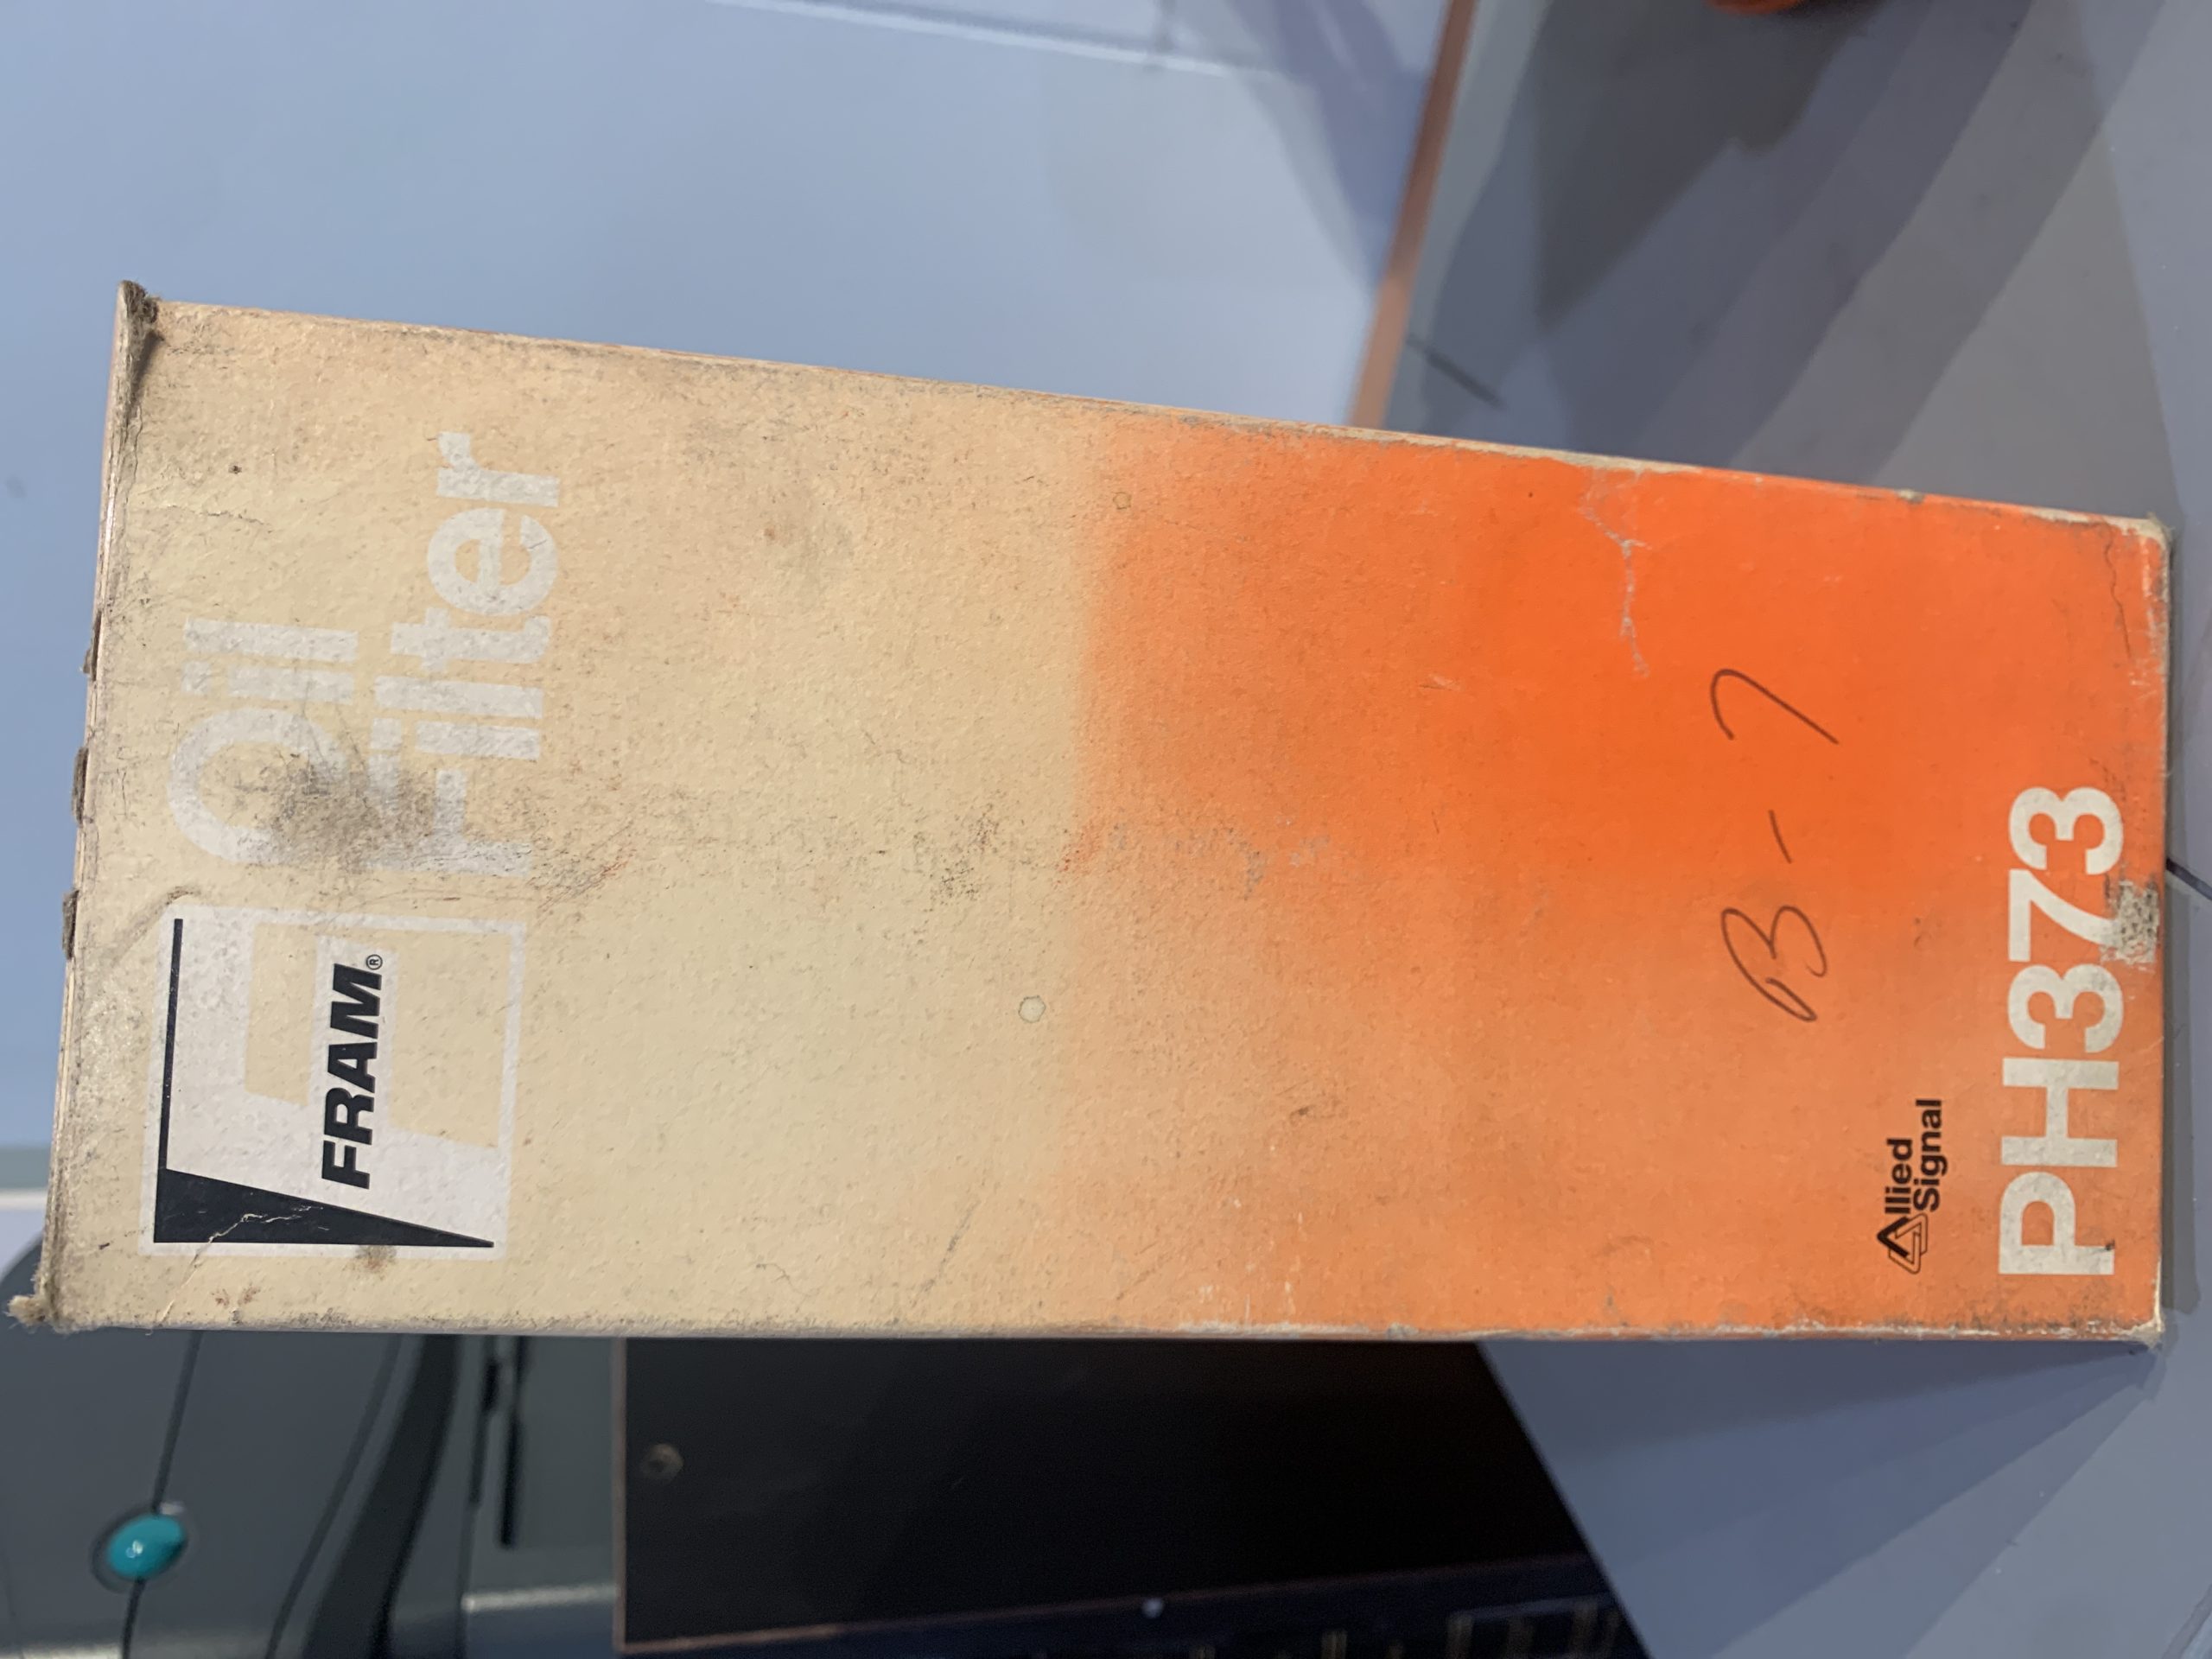 FRAM®
Oil
Filter
B-7
Allied
Signal
PH373